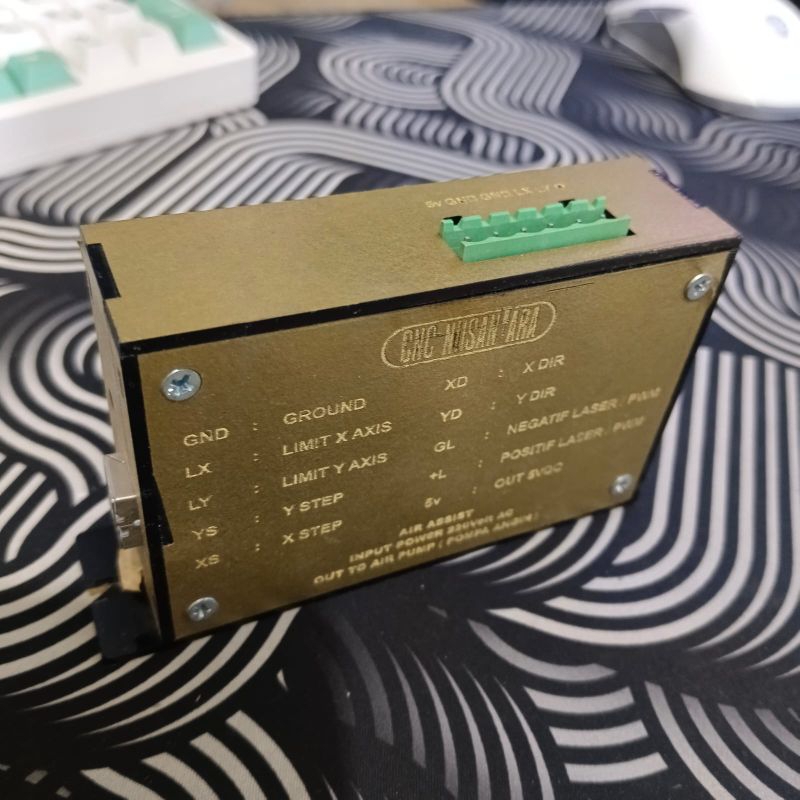 5v GND GND LX LY
CNC NUSANTARA
GND : GROUND
LX : LIMIT X AXIS
LY : LIMIT Y AXIS
YS : Y STEP
XS : X STEP
XD : X DIR
YD : Y DIR
GL : NEGATIF LASER / PWM
+L : POSITIF LASER / PWM
5v : OUT 5VDC
AIR ASSIST
INPUT POWER 220Volt AC
OUT TO AIR PUMP ( POMPA ANGIN )